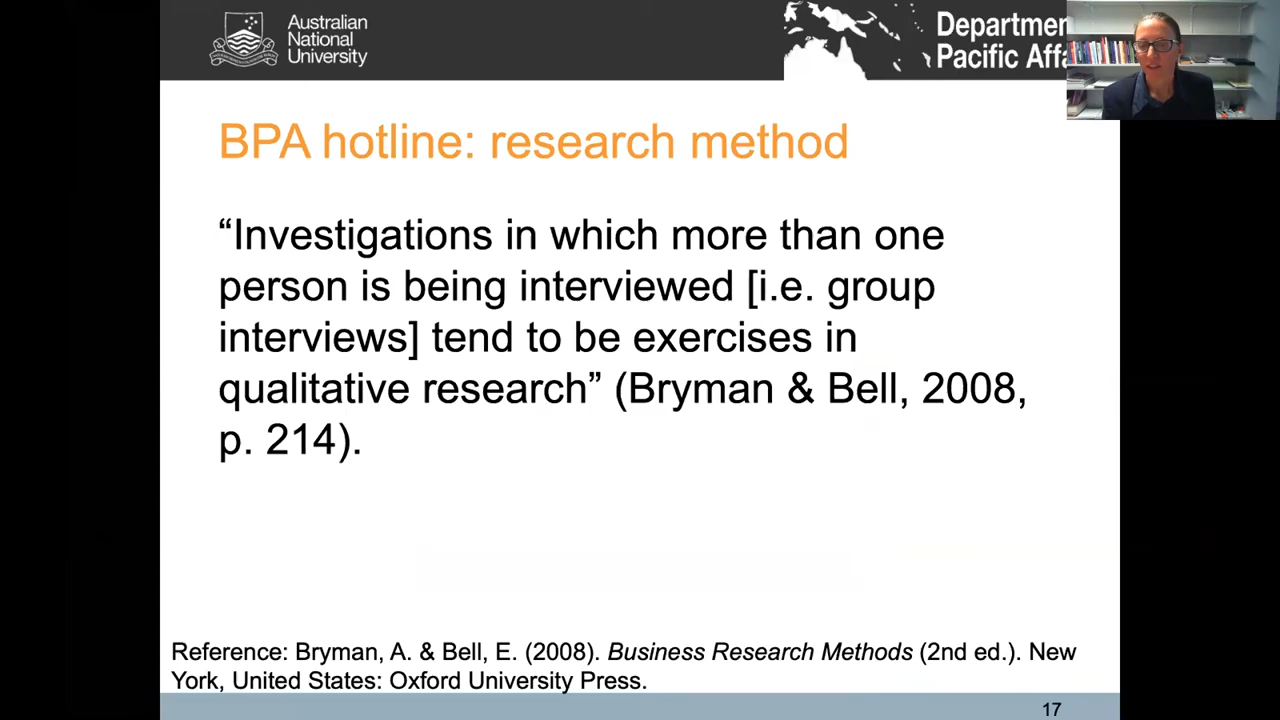 Australian
National
University
Department
Pacific Affa
BPA hotline: research method
“Investigations in which more than one
person is being interviewed [i.e. group
interviews] tend to be exercises in
qualitative research” (Bryman & Bell, 2008,
p. 214).
Reference: Bryman, A. & Bell, E. (2008). Business Research Methods (2nd ed.). New
York, United States: Oxford University Press.
17